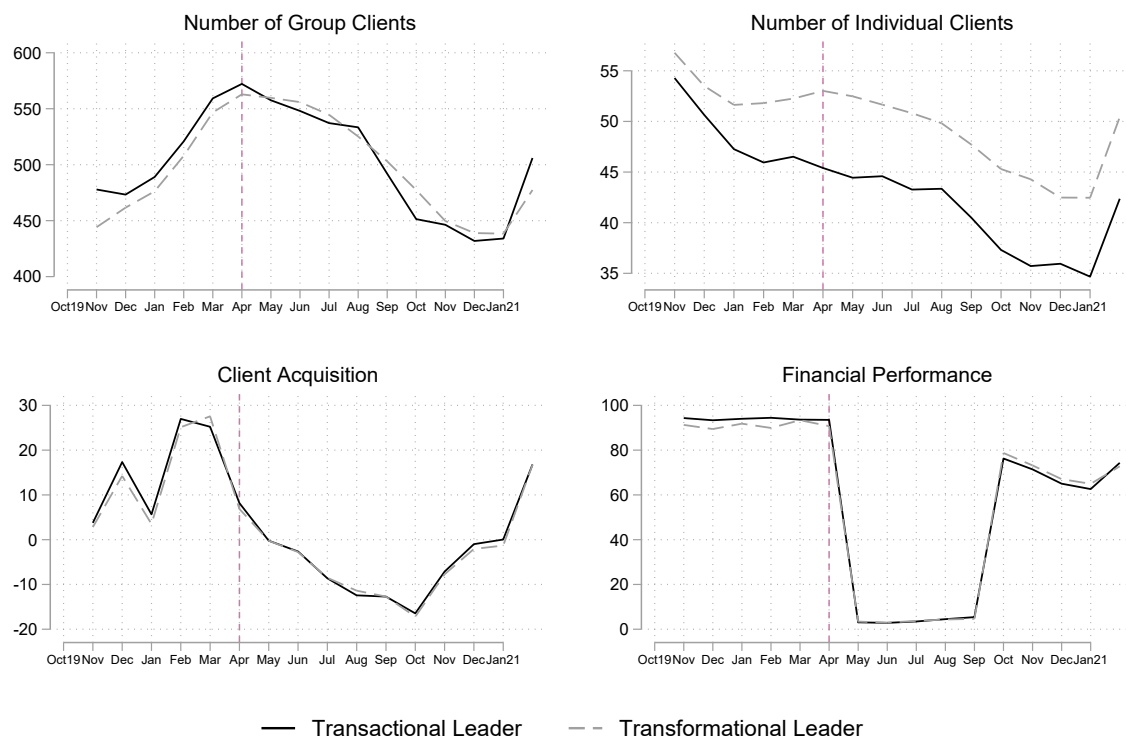 Number of Group Clients
600
550
500
450
400
Oct19 Nov Dec Jan Feb Mar Apr May Jun Jul Aug Sep Oct Nov Dec Jan21
Number of Individual Clients
55
50
45
40
35
Oct19 Nov Dec Jan Feb Mar Apr May Jun Jul Aug Sep Oct Nov Dec Jan21
Client Acquisition
30
20
10
0
-10
-20
Oct19 Nov Dec Jan Feb Mar Apr May Jun Jul Aug Sep Oct Nov Dec Jan21
Financial Performance
100
80
60
40
20
0
Oct19 Nov Dec Jan Feb Mar Apr May Jun Jul Aug Sep Oct Nov Dec Jan21
Transactional Leader Transformational Leader